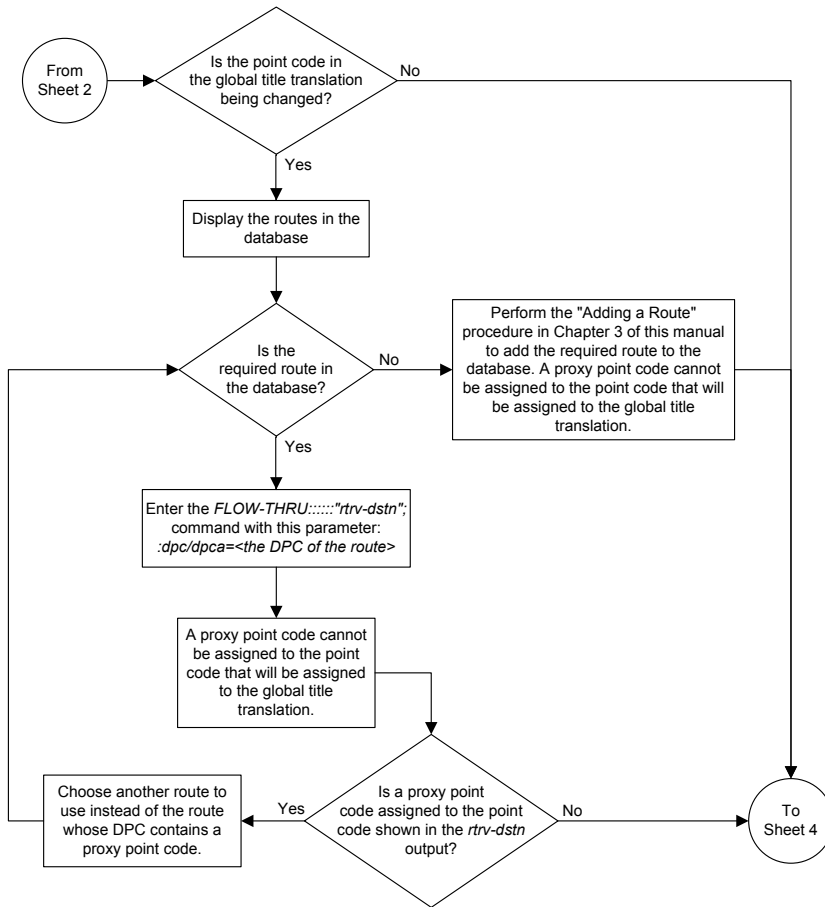 From
Sheet 2
Is the point code in
the global title translation
being changed?
No
Yes
Display the routes in the
database
Is the
required route in
the database?
No
Perform the "Adding a Route"
procedure in Chapter 3 of this manual
to add the required route to the
database. A proxy point code cannot
be assigned to the point code that will
be assigned to the global title
translation.
Yes
Enter the FLOW-THRU::::::"rtrv-dstn";
command with this parameter:
:dpc/dpca=<the DPC of the route>
A proxy point code cannot
be assigned to the point
code that will be assigned
to the global title
translation.
Is a proxy point
code assigned to the point
code shown in the rtrv-dstn
output?
Yes
Choose another route to
use instead of the route
whose DPC contains a
proxy point code.
No
To
Sheet 4